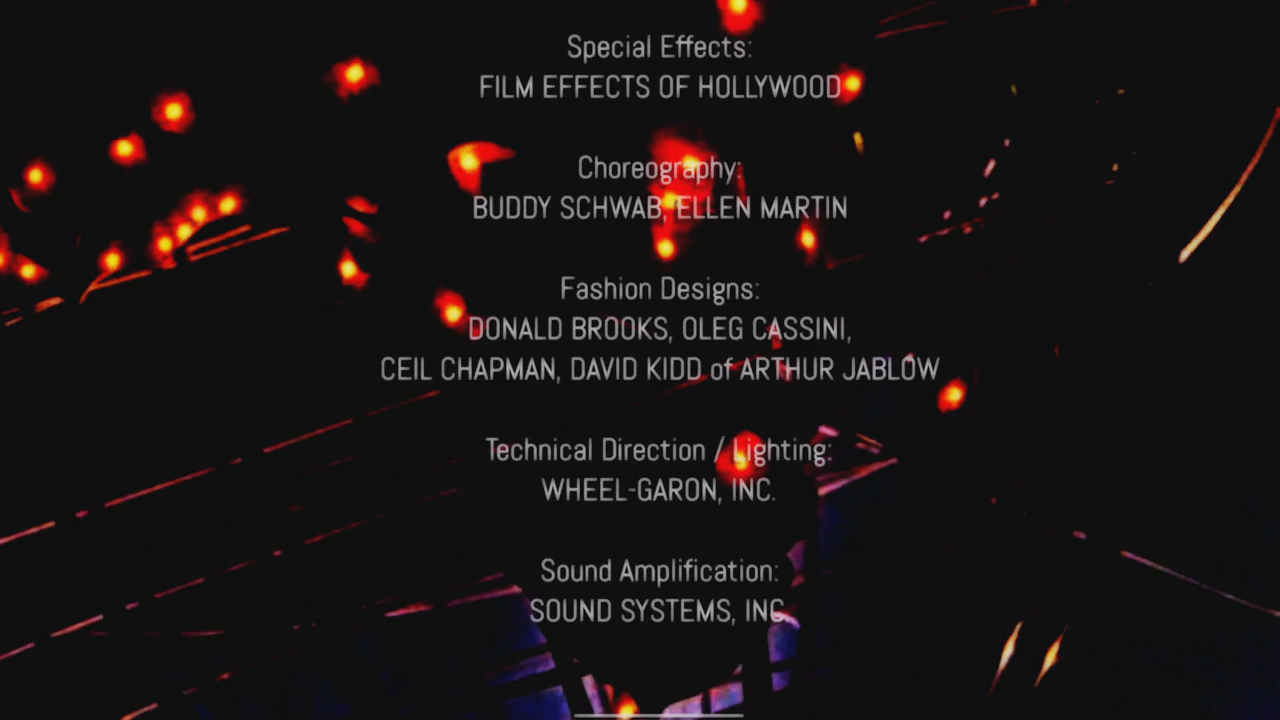 Special Effects:
FILM EFFECTS OF HOLLYWOOD
Choreography:
BUDDY SCHWAB, ELLEN MARTIN
Fashion Designs:
DONALD BROOKS, OLEG CASSINI,
CEIL CHAPMAN, DAVID KIDD of ARTHUR JABLOW
Technical Direction / Lighting:
WHEEL-GARON, INC.
Sound Amplification:
SOUND SYSTEMS, INC.